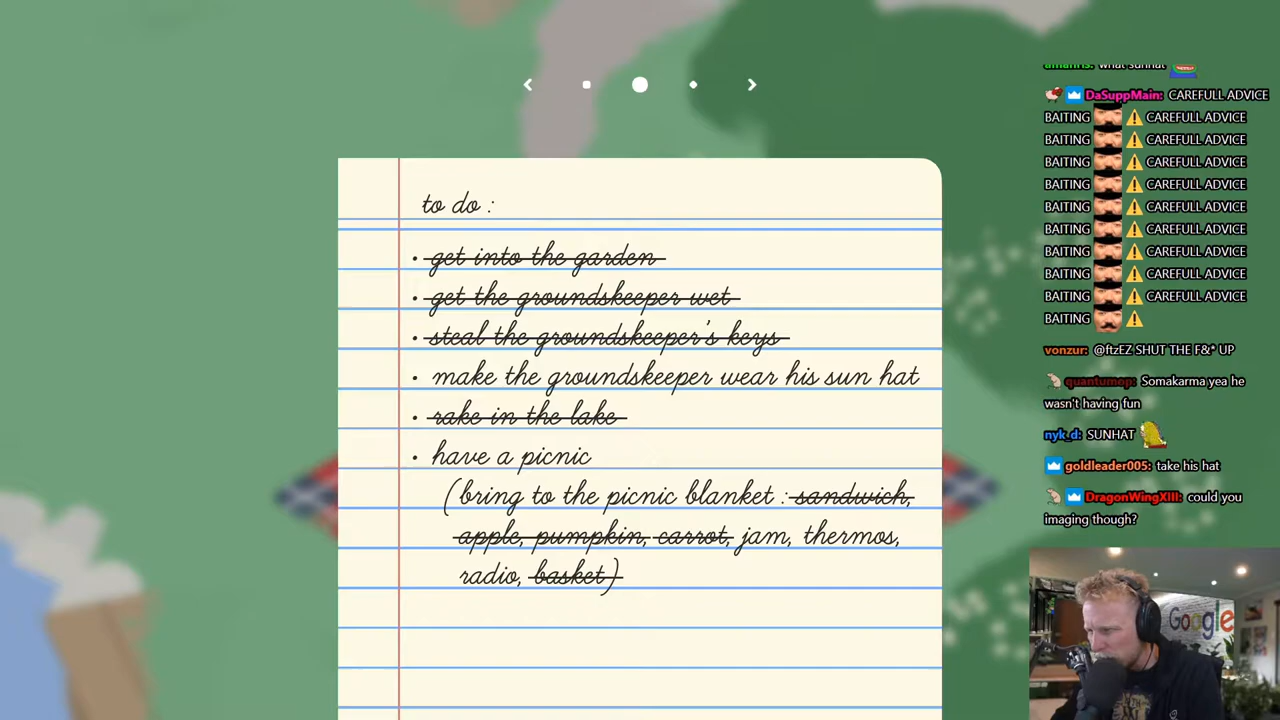 to do :
• get into the garden
• get the groundskeeper wet
• steal the groundskeeper's keys
• make the groundskeeper wear his sun hat
• rake in the lake
• have a picnic
(bring to the picnic blanket : sandwich,
apple, pumpkin, carrot, jam, thermos,
radio, basket)
what sunhat
DaSuppMain: CAREFULL ADVICE
BAITING CAREFULL ADVICE
BAITING CAREFULL ADVICE
BAITING CAREFULL ADVICE
BAITING CAREFULL ADVICE
BAITING CAREFULL ADVICE
BAITING CAREFULL ADVICE
BAITING CAREFULL ADVICE
BAITING CAREFULL ADVICE
BAITING CAREFULL ADVICE
BAITING
vonzur: @ftzEZ SHUT THE F&* UP
quantumop: Somakarma yea he
wasn't having fun
nyk_d: SUNHAT
goldleader005: take his hat
DragonWingXIII: could you
imaging though?
Google